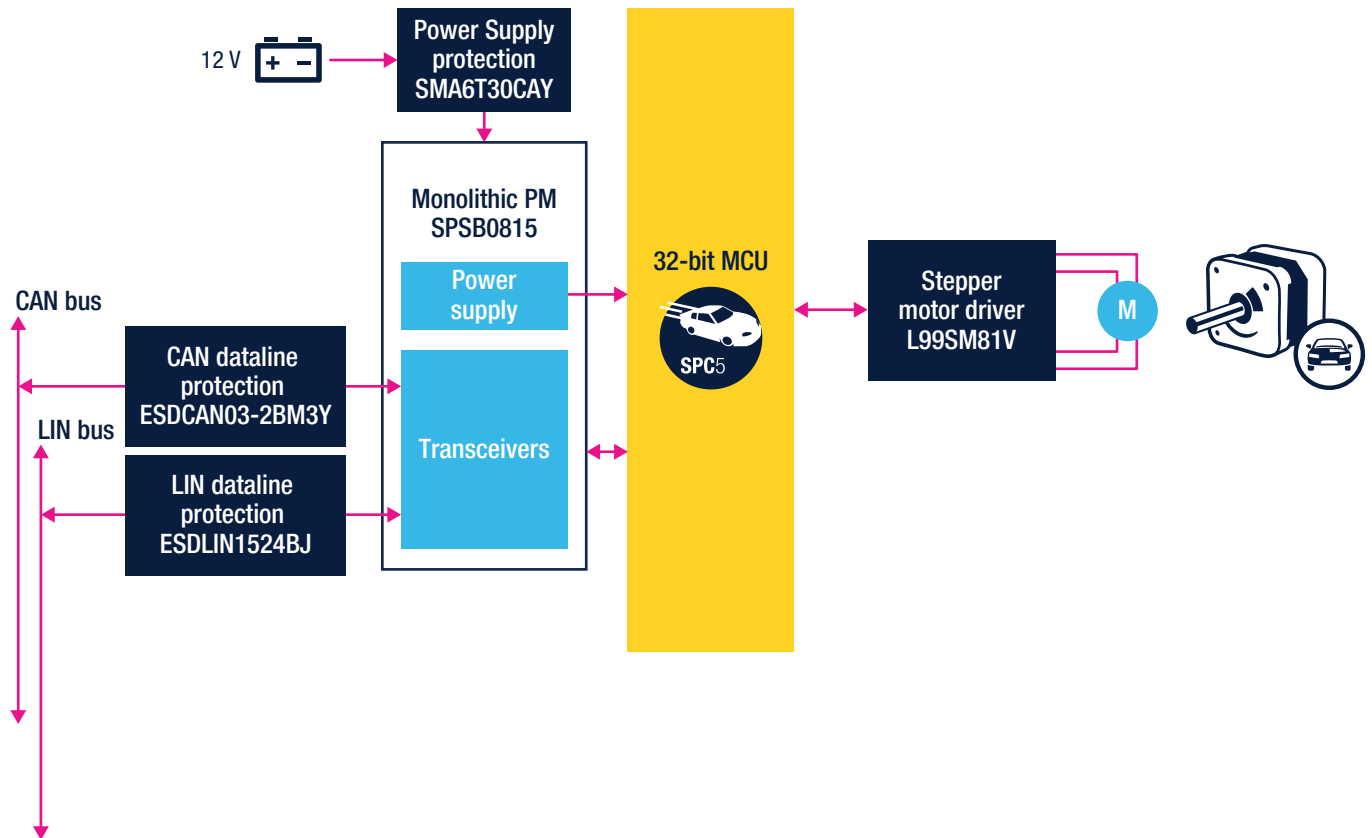 12 V
+ −
Power Supply
protection
SMA6T30CAY
Monolithic PM
SPSB0815
Power
supply
Transceivers
CAN bus
CAN dataline
protection
ESDCAN03-2BM3Y
LIN bus
LIN dataline
protection
ESDLIN1524BJ
32-bit MCU
SPC5
Stepper
motor driver
L99SM81V
M